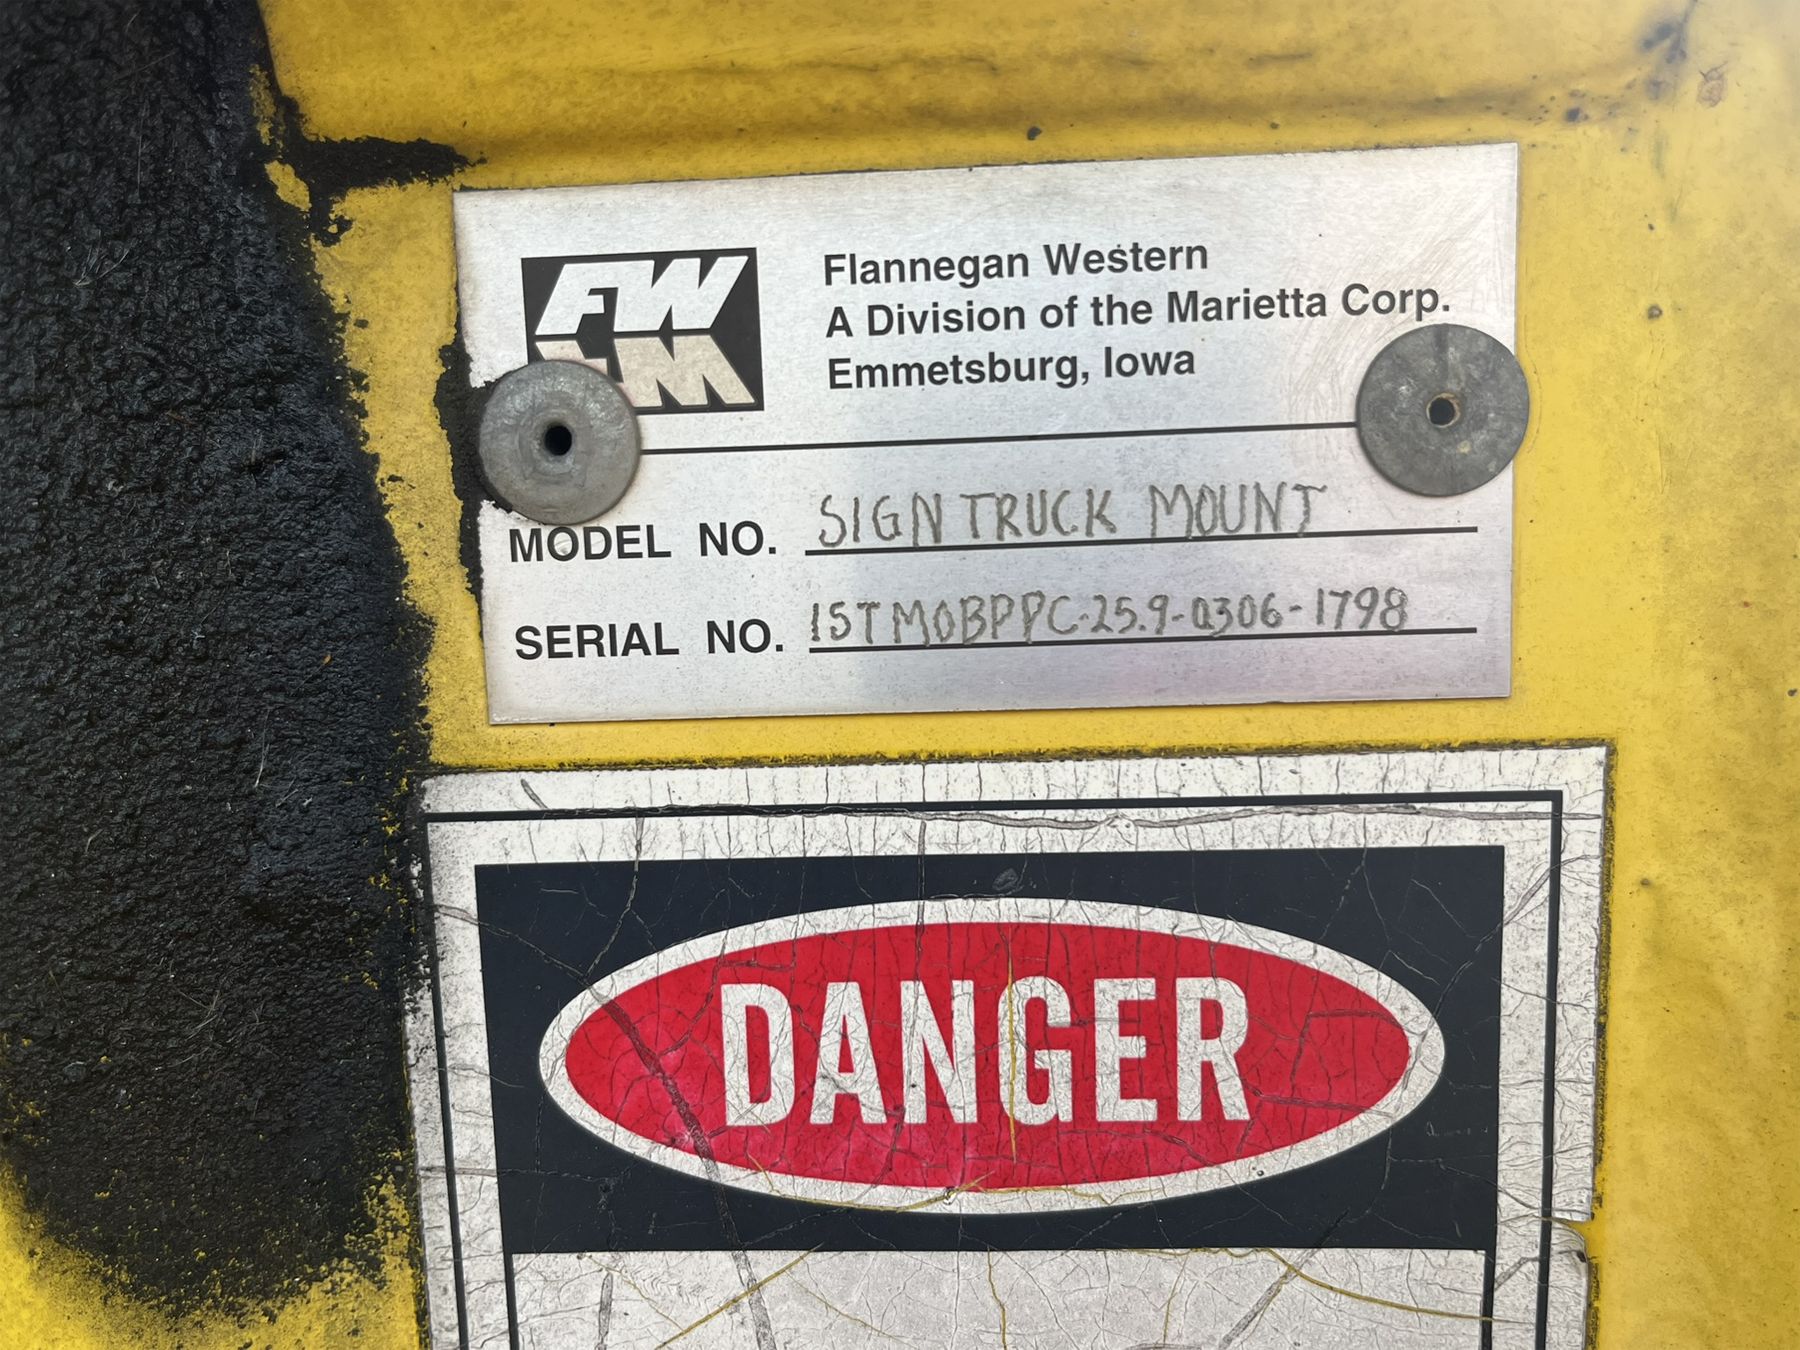 FW
Flannegan Western
A Division of the Marietta Corp.
Emmetsburg, Iowa
MODEL NO. SIGN TRUCK MOUNT
SERIAL NO. 15TMOBPPC-25.9-0306-1798
DANGER